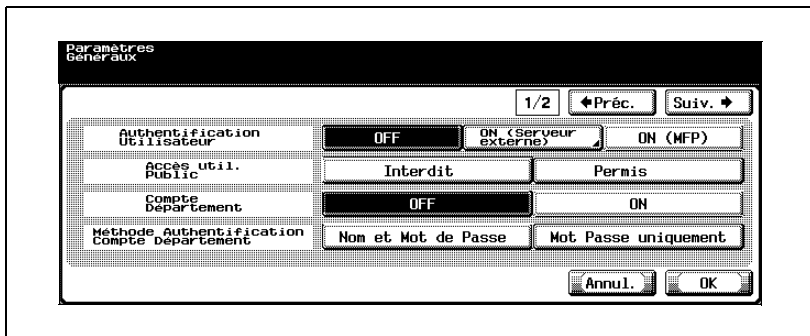 Paramètres
Généraux
1/2 ←Préc. Suiv. →
Authentification
Utilisateur
OFF
ON (Serveur
externe)
ON (MFP)
Accès util.
Public
Interdit
Permis
Compte
Département
OFF
ON
Méthode Authentification
Compte Département
Nom et Mot de Passe
Mot Passe uniquement
Annul. OK